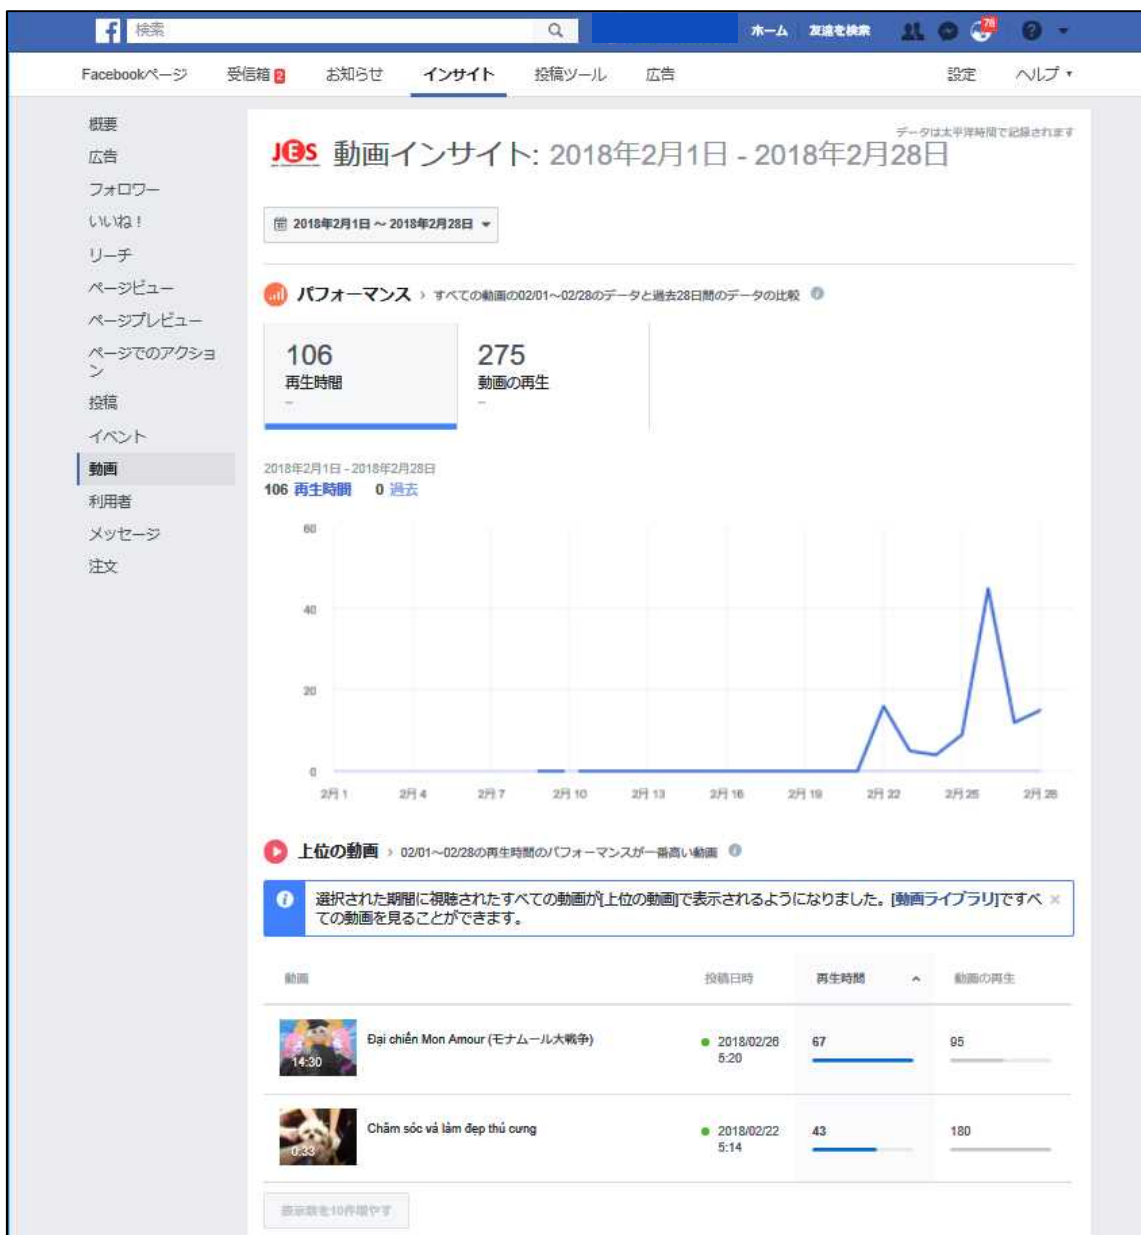 検索
ホーム 友達を検索 78
Facebookページ 受信箱 2 お知らせ インサイト 投稿ツール 広告 設定 ヘルプ
概要
広告
フォロワー
いいね！
リーチ
ページビュー
ページプレビュー
ページでのアクショ
ン
投稿
イベント
動画
利用者
メッセージ
注文
データは太平洋時間で記録されます
JES 動画インサイト: 2018年2月1日 - 2018年2月28日
2018年2月1日 ～ 2018年2月28日
パフォーマンス › すべての動画の02/01～02/28のデータと過去28日間のデータの比較
106 275
再生時間 動画の再生
– –
2018年2月1日 - 2018年2月28日
106 再生時間 0 過去
60
40
20
0
2月 1 2月 4 2月 7 2月 10 2月 13 2月 16 2月 19 2月 22 2月 25 2月 28
上位の動画 › 02/01～02/28の再生時間のパフォーマンスが一番高い動画
選択された期間に視聴されたすべての動画が[上位の動画]で表示されるようになりました。[動画ライブラリ]ですべ
ての動画を見ることができます。
動画 投稿日時 再生時間 動画の再生
14:30 Đại chiến Mon Amour (モナムール大戦争) 2018/02/26 67 95
5:20
0:33 Chăm sóc và làm đẹp thú cưng 2018/02/22 43 180
5:14
表示数を10件増やす